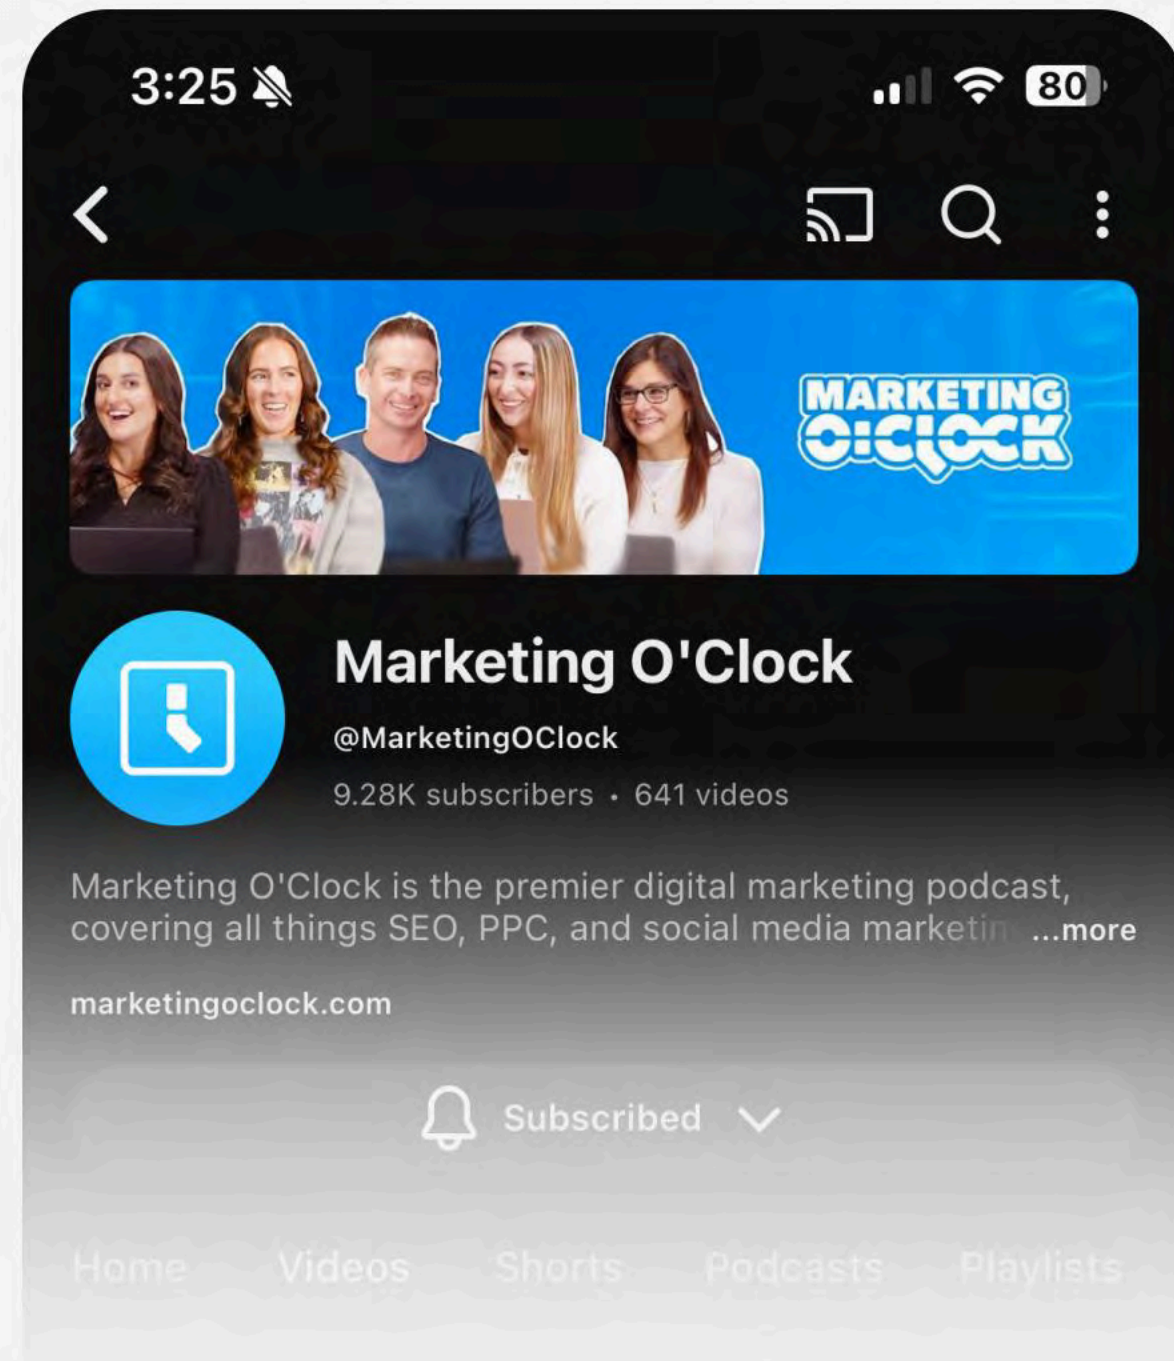 3:25
80
MARKETING
O'CLOCK
Marketing O'Clock
@MarketingOClock
9.28K subscribers • 641 videos
Marketing O'Clock is the premier digital marketing podcast,
covering all things SEO, PPC, and social media marketin ...more
marketingoclock.com
Subscribed
Home Videos Shorts Podcasts Playlists